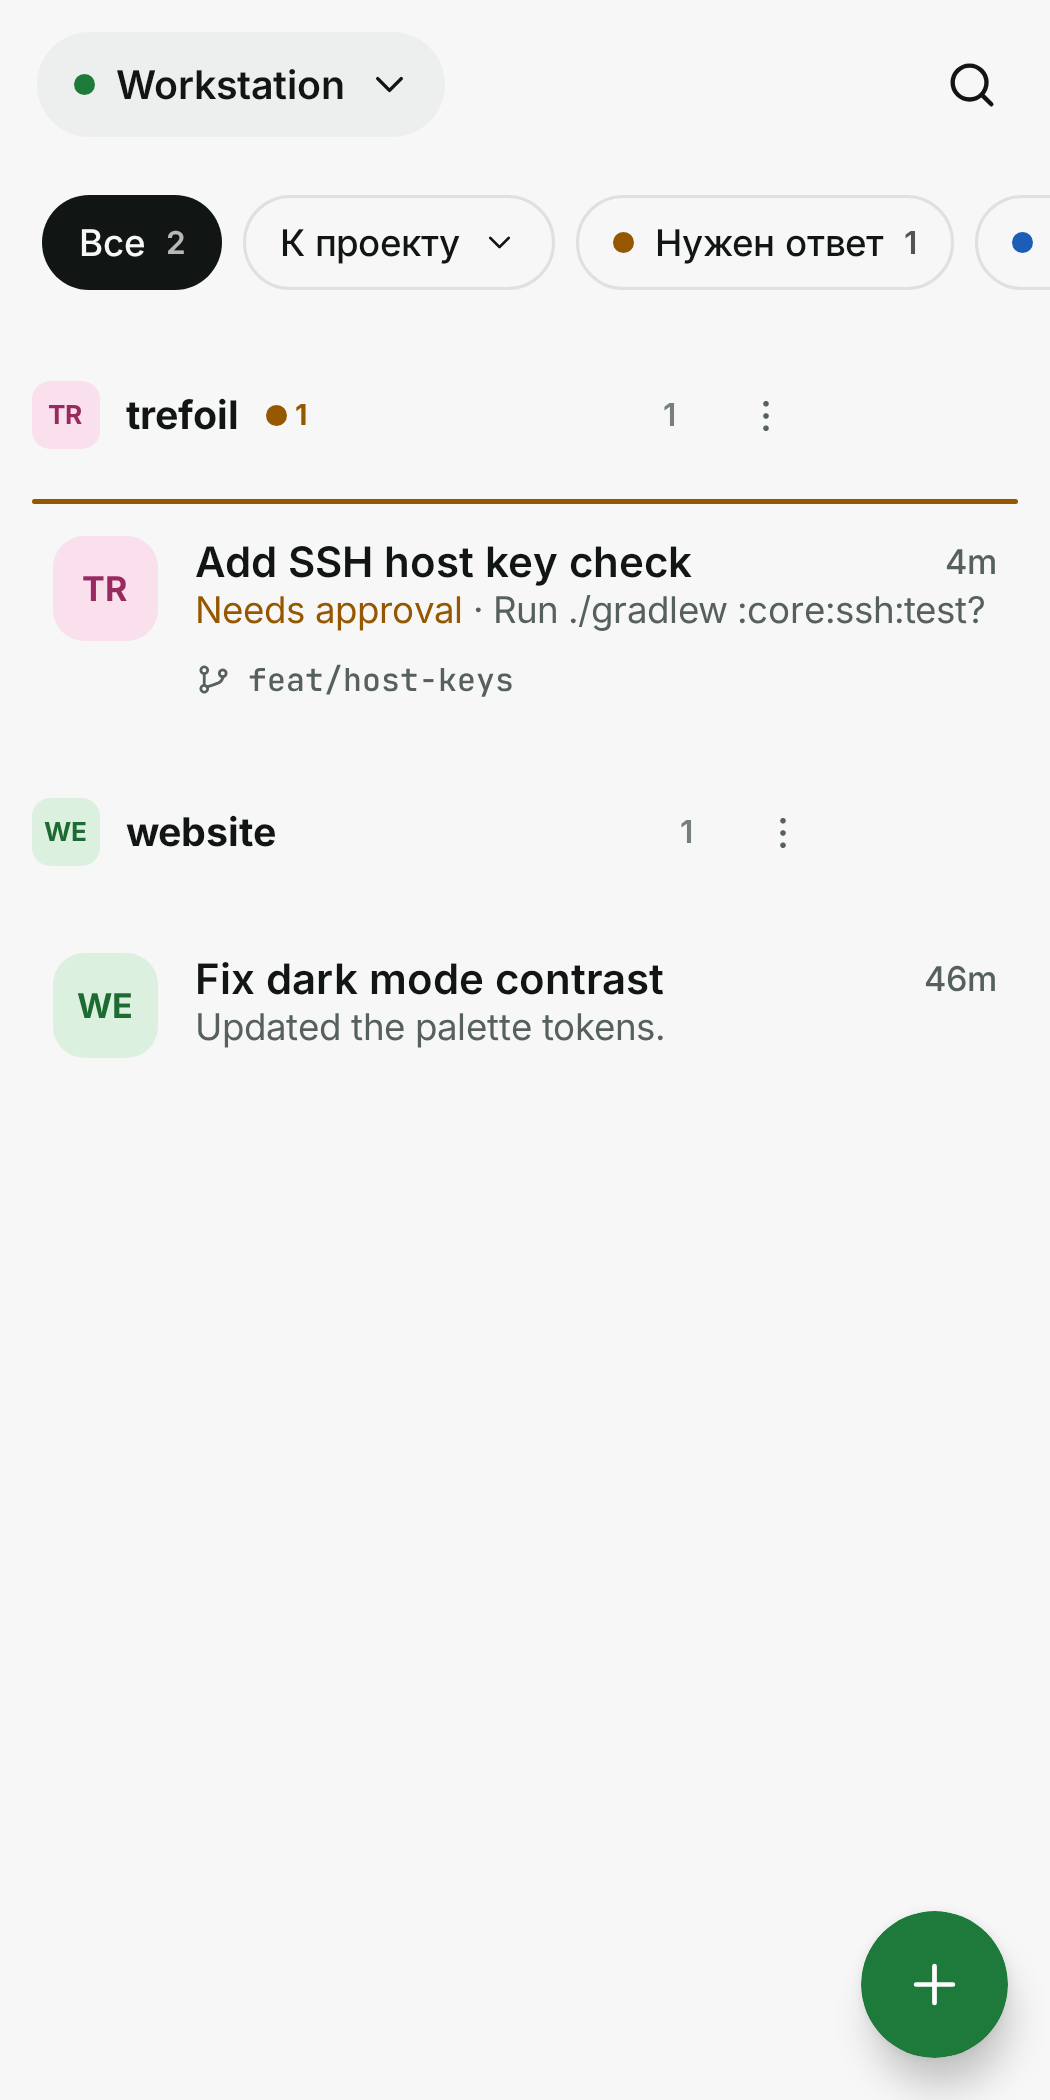 Workstation
Все 2 К проекту Нужен ответ 1
TR trefoil 1 1
TR Add SSH host key check 4m
Needs approval · Run ./gradlew :core:ssh:test?
feat/host-keys
WE website 1
WE Fix dark mode contrast 46m
Updated the palette tokens.